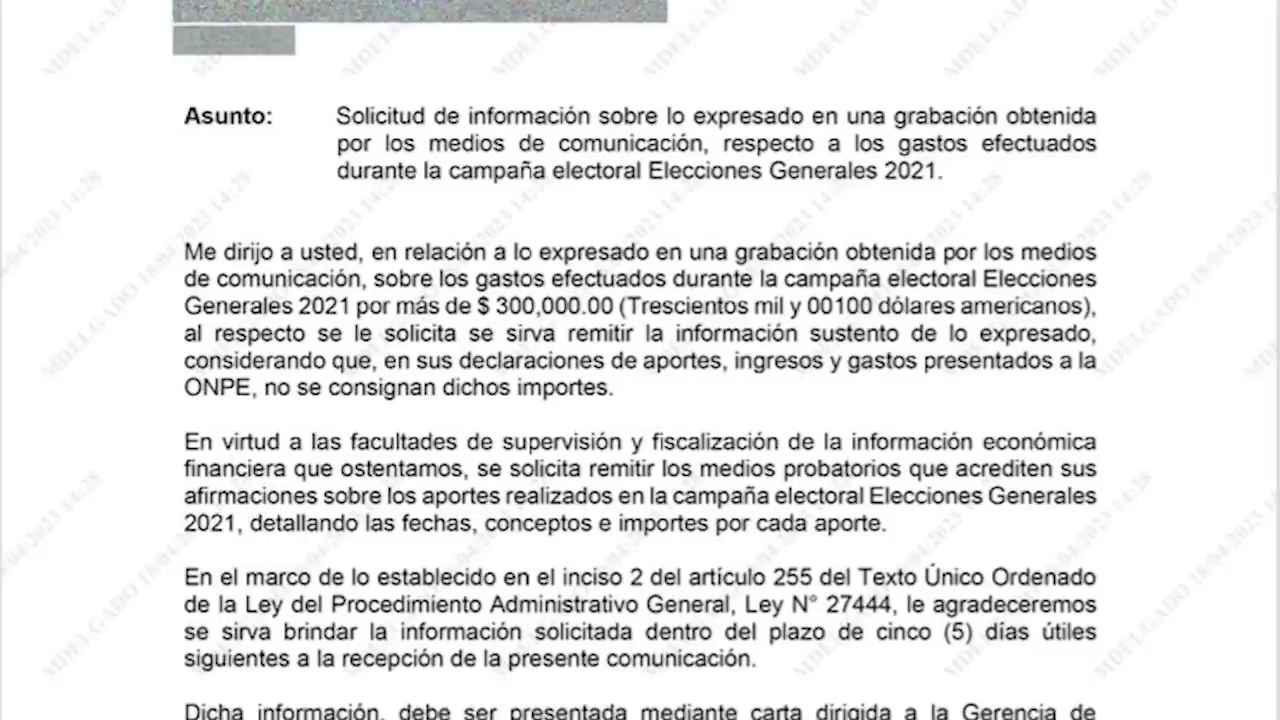 Asunto: Solicitud de información sobre lo expresado en una grabación obtenida
por los medios de comunicación, respecto a los gastos efectuados
durante la campaña electoral Elecciones Generales 2021.
Me dirijo a usted, en relación a lo expresado en una grabación obtenida por los medios
de comunicación, sobre los gastos efectuados durante la campaña electoral Elecciones
Generales 2021 por más de $ 300,000.00 (Trescientos mil y 00100 dólares americanos),
al respecto se le solicita se sirva remitir la información sustento de lo expresado,
considerando que, en sus declaraciones de aportes, ingresos y gastos presentados a la
ONPE, no se consignan dichos importes.
En virtud a las facultades de supervisión y fiscalización de la información económica
financiera que ostentamos, se solicita remitir los medios probatorios que acrediten sus
afirmaciones sobre los aportes realizados en la campaña electoral Elecciones Generales
2021, detallando las fechas, conceptos e importes por cada aporte.
En el marco de lo establecido en el inciso 2 del artículo 255 del Texto Único Ordenado
de la Ley del Procedimiento Administrativo General, Ley N° 27444, le agradeceremos
se sirva brindar la información solicitada dentro del plazo de cinco (5) días útiles
siguientes a la recepción de la presente comunicación.
Dicha información, debe ser presentada mediante carta dirigida a la Gerencia de
MDELGADO 18/04/2023 14:28